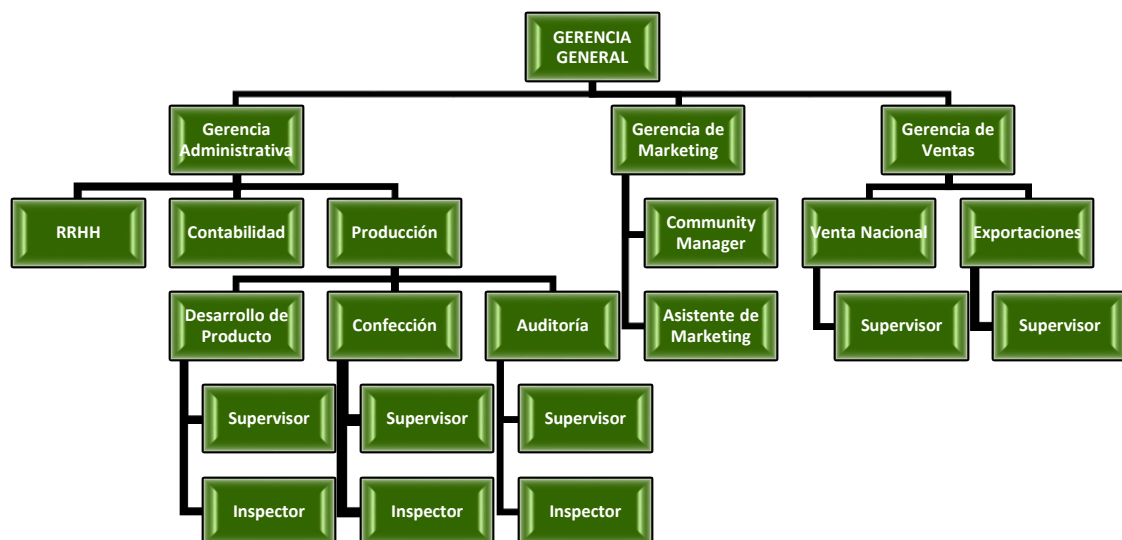 GERENCIA
GENERAL
Gerencia
Administrativa
Gerencia de
Marketing
Gerencia de
Ventas
RRHH
Contabilidad
Producción
Community
Manager
Venta Nacional
Exportaciones
Desarrollo de
Producto
Confección
Auditoría
Asistente de
Marketing
Supervisor
Supervisor
Supervisor
Supervisor
Supervisor
Inspector
Inspector
Inspector